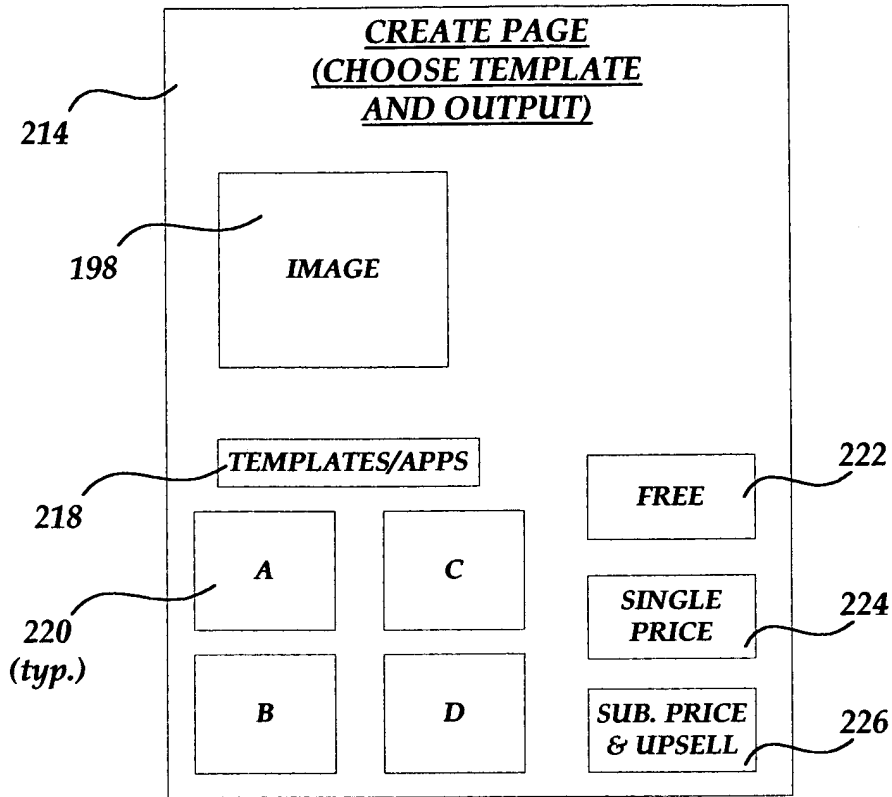 CREATE PAGE
(CHOOSE TEMPLATE
AND OUTPUT)
214
198
IMAGE
TEMPLATES/APPS
218
FREE
222
A
C
220
(typ.)
SINGLE
PRICE
224
B
D
SUB. PRICE
& UPSELL
226